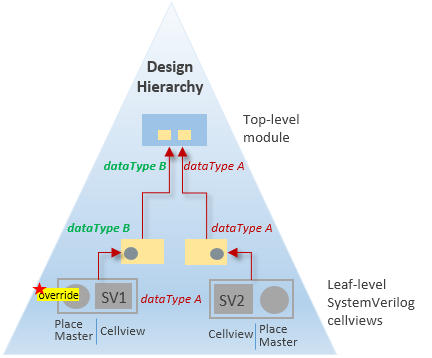 Design
Hierarchy
Top-level
module
dataType B
dataType A
dataType B
dataType A
override
SV1
dataType A
SV2
Leaf-level
SystemVerilog
cellviews
Place
Master
Cellview
Cellview
Place
Master